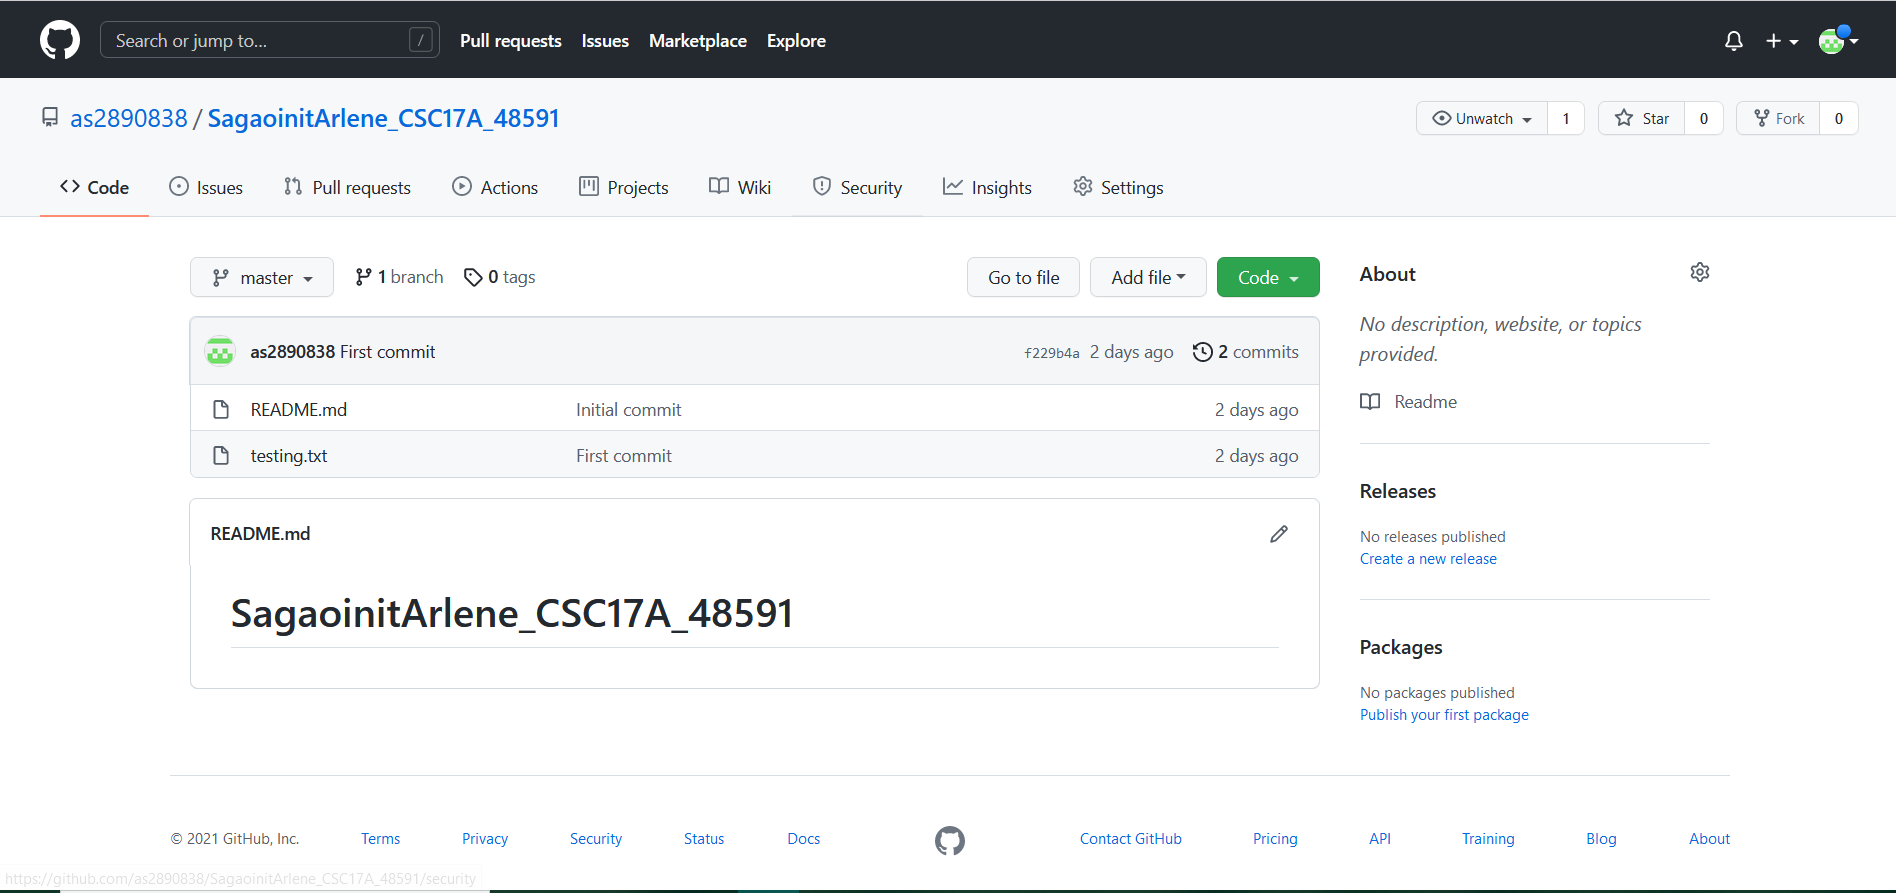 Search or jump to... /
Pull requests Issues Marketplace Explore
as2890838 / SagaoinitArlene_CSC17A_48591
Unwatch 1 Star 0 Fork 0
Code Issues Pull requests Actions Projects Wiki Security Insights Settings
master 1 branch 0 tags
Go to file Add file Code
as2890838 First commit f229b4a 2 days ago 2 commits
README.md Initial commit 2 days ago
testing.txt First commit 2 days ago
README.md
SagaoinitArlene_CSC17A_48591
About
No description, website, or topics
provided.
Readme
Releases
No releases published
Create a new release
Packages
No packages published
Publish your first package
© 2021 GitHub, Inc. Terms Privacy Security Status Docs Contact GitHub Pricing API Training Blog About
https://github.com/as2890838/SagaoinitArlene_CSC17A_48591/security